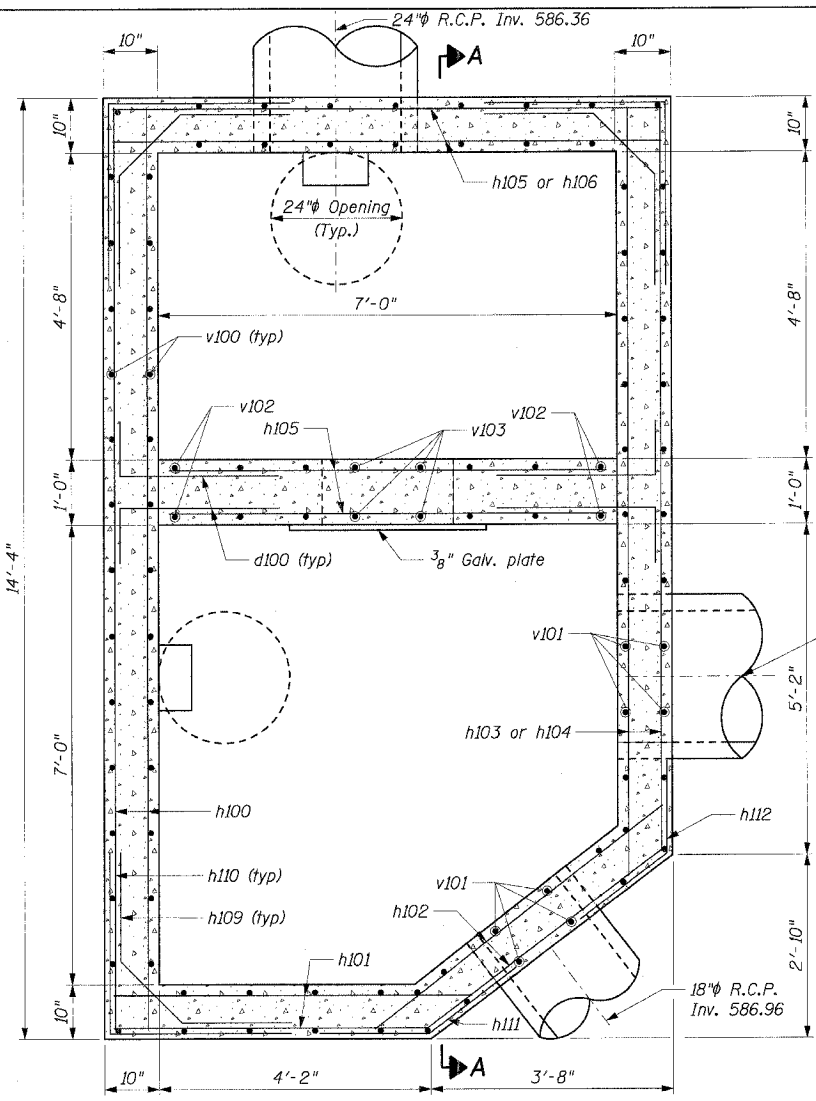 24"ϕ R.C.P. Inv. 586.36
10"
10"
A
10"
10"
h105 or h106
24"ϕ Opening
(Typ.)
7'-0"
4'-8"
4'-8"
v100 (typ)
v102
h105
v103
v102
1'-0"
1'-0"
d100 (typ)
3/8" Galv. plate
14'-4"
v101
5'-2"
7'-0"
h103 or h104
h100
h112
h110 (typ)
v101
h109 (typ)
h102
2'-10"
h101
18"ϕ R.C.P.
Inv. 586.96
10"
h111
A
10"
4'-2"
3'-8"